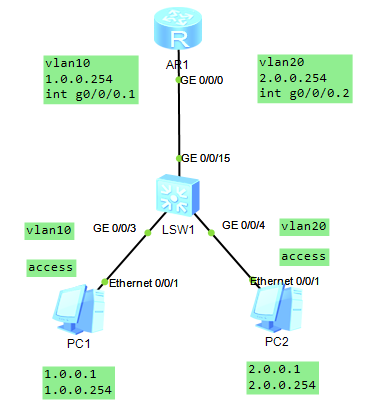 R
AR1
vlan10
1.0.0.254
int g0/0/0.1
vlan20
2.0.0.254
int g0/0/0.2
GE 0/0/0
GE 0/0/15
LSW1
vlan10
GE 0/0/3
GE 0/0/4
vlan20
access
access
Ethernet 0/0/1
Ethernet 0/0/1
PC1
PC2
1.0.0.1
1.0.0.254
2.0.0.1
2.0.0.254